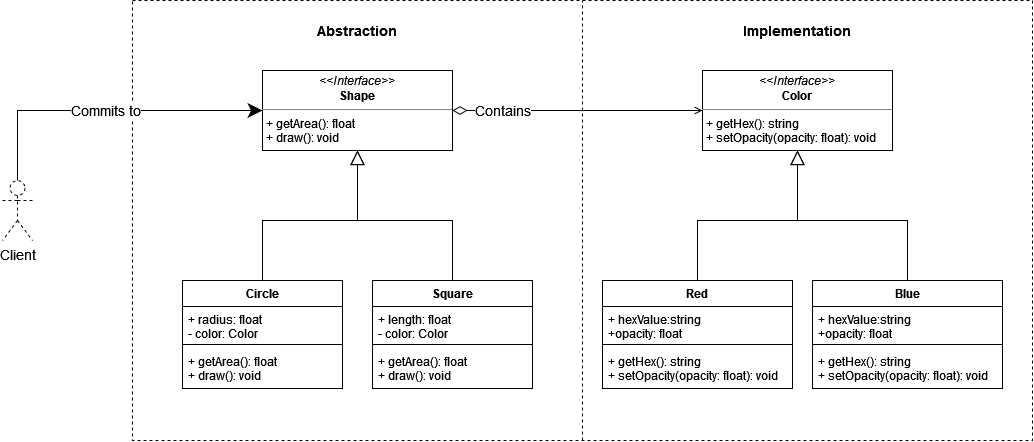 Abstraction
Implementation
<<Interface>>
Shape
+ getArea(): float
+ draw(): void
<<Interface>>
Color
+ getHex(): string
+ setOpacity(opacity: float): void
Commits to
Contains
Client
Circle
+ radius: float
- color: Color
+ getArea(): float
+ draw(): void
Square
+ length: float
- color: Color
+ getArea(): float
+ draw(): void
Red
+ hexValue:string
+opacity: float
+ getHex(): string
+ setOpacity(opacity: float): void
Blue
+ hexValue:string
+opacity: float
+ getHex(): string
+ setOpacity(opacity: float): void